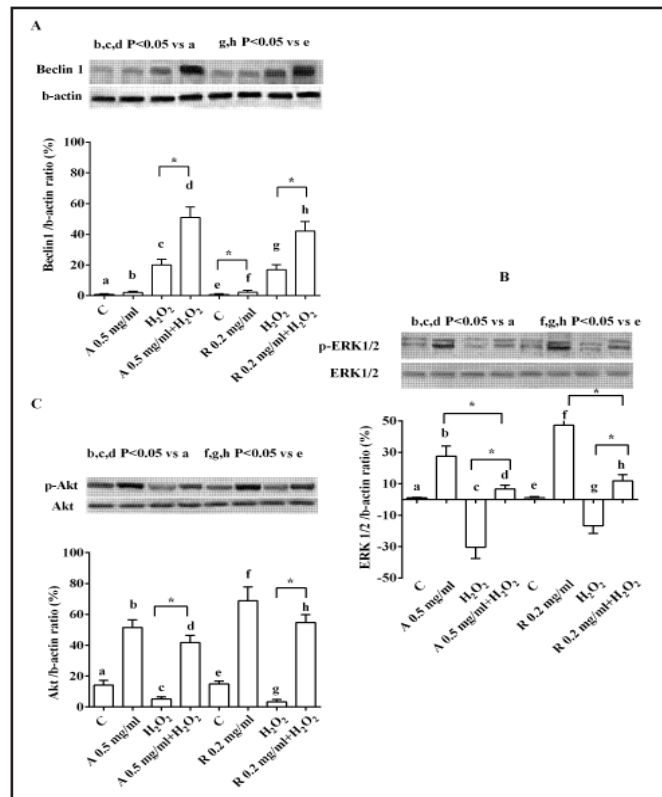 A
b,c,d P<0.05 vs a g,h P<0.05 vs e
Beclin 1
b-actin
Beclin1 /b-actin ratio (%)
100
80
60
40
20
0
a b c d e f g h
* * *
C
A 0.5 mg/ml
H₂O₂
A 0.5 mg/ml+H₂O₂
C
R 0.2 mg/ml
H₂O₂
R 0.2 mg/ml+H₂O₂
B
b,c,d P<0.05 vs a f,g,h P<0.05 vs e
p-ERK1/2
ERK1/2
ERK 1/2 /b-actin ratio (%)
50
30
10
-10
-30
-50
a b c d e f g h
* * * *
C
A 0.5 mg/ml
H₂O₂
A 0.5 mg/ml+H₂O₂
C
R 0.2 mg/ml
H₂O₂
R 0.2 mg/ml+H₂O₂
C
b,c,d P<0.05 vs a f,g,h P<0.05 vs e
p-Akt
Akt
Akt /b-actin ratio (%)
100
80
60
40
20
0
a b c d e f g h
* *
C
A 0.5 mg/ml
H₂O₂
A 0.5 mg/ml+H₂O₂
C
R 0.2 mg/ml
H₂O₂
R 0.2 mg/ml+H₂O₂